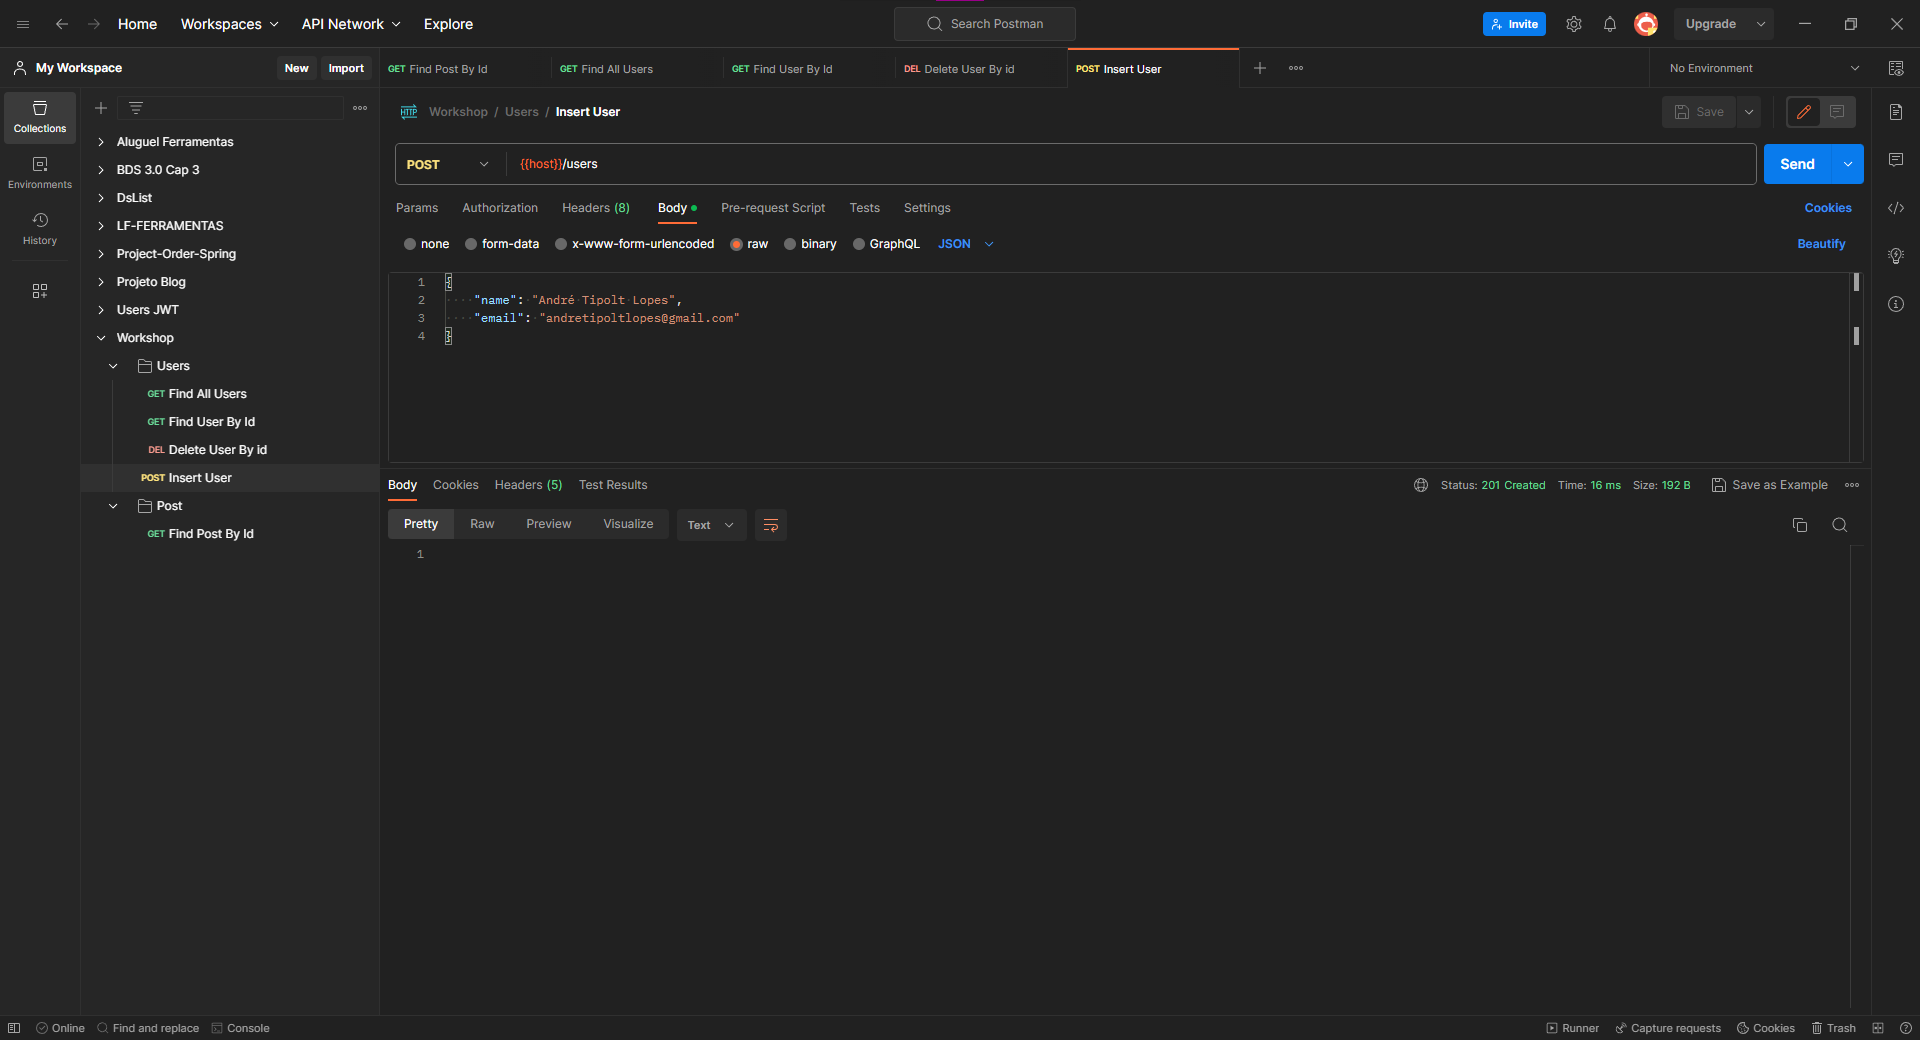 Home Workspaces API Network Explore Search Postman Invite Upgrade
My Workspace New Import
GET Find Post By Id GET Find All Users GET Find User By Id DEL Delete User By id POST Insert User No Environment
Collections
Environments
History
Aluguel Ferramentas
BDS 3.0 Cap 3
DsList
LF-FERRAMENTAS
Project-Order-Spring
Projeto Blog
Users JWT
Workshop
Users
GET Find All Users
GET Find User By Id
DEL Delete User By id
POST Insert User
Post
GET Find Post By Id
HTTP Workshop / Users / Insert User Save
POST {{host}}/users Send
Params Authorization Headers (8) Body Pre-request Script Tests Settings Cookies
none form-data x-www-form-urlencoded raw binary GraphQL JSON Beautify
1 {
2 "name": "André Tipolt Lopes",
3 "email": "andretipoltlopes@gmail.com"
4 }
Body Cookies Headers (5) Test Results Status: 201 Created Time: 16 ms Size: 192 B Save as Example
Pretty Raw Preview Visualize Text
1
Online Find and replace Console Runner Capture requests Cookies Trash